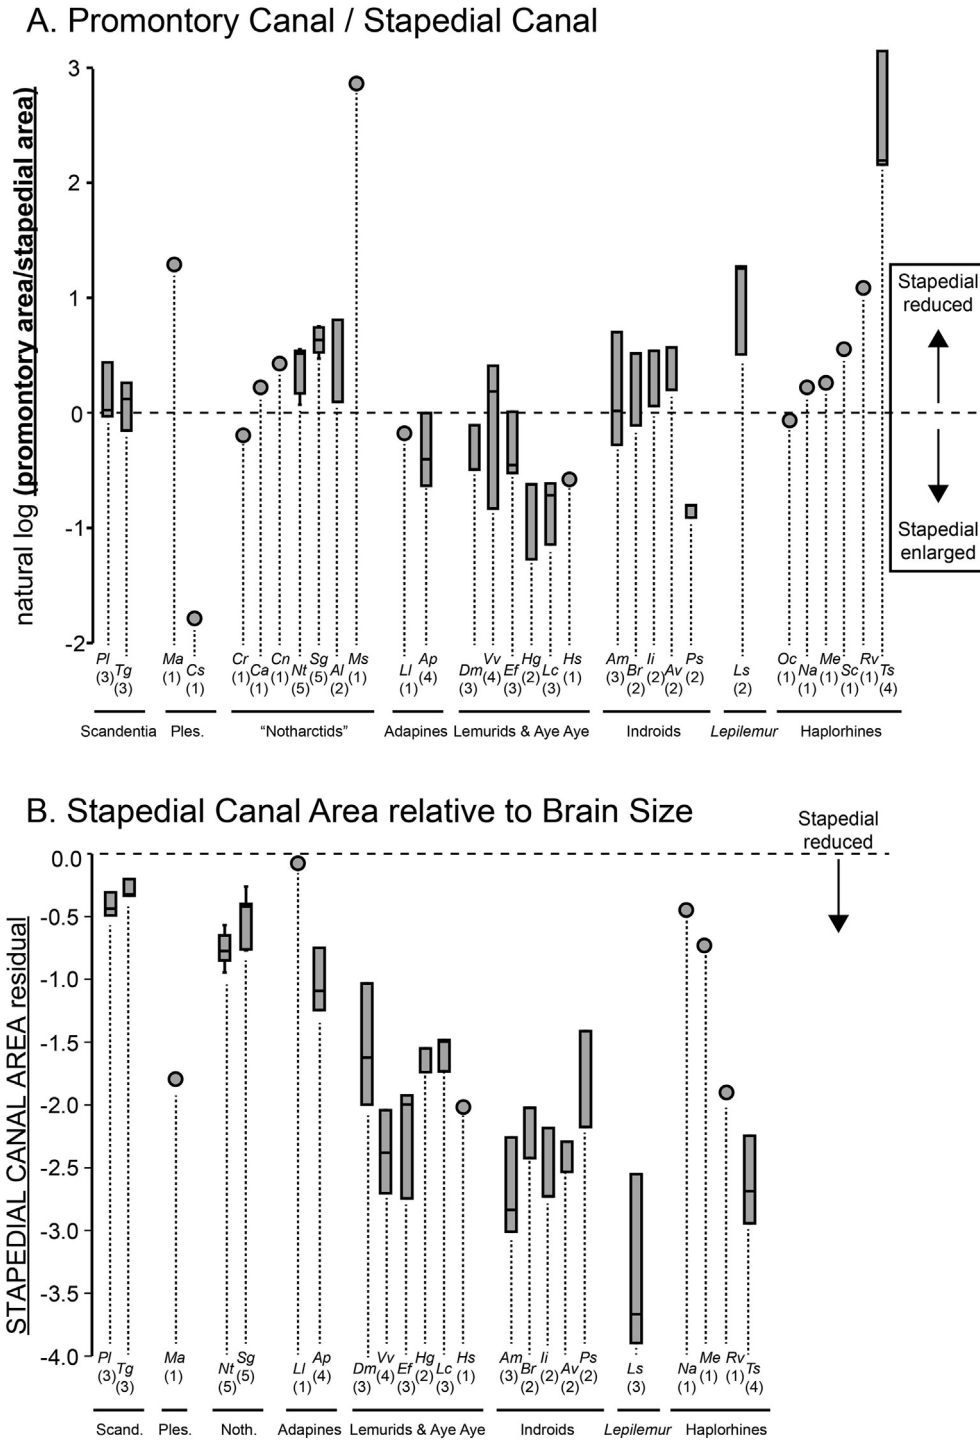 A. Promontory Canal / Stapedial Canal
natural log (promontory area/stapedial area)
3
2
1
0
-1
-2
Stapedial
reduced
Stapedial
enlarged
Pl
(3)
Tg
(3)
Ma
(1)
Cs
(1)
Cr
(1)
Ca
(1)
Cn
(1)
Nt
(5)
Sg
(5)
Al
(2)
Ms
(1)
Ll
(1)
Ap
(4)
Dm
(3)
Vv
(4)
Ef
(3)
Hg
(2)
Lc
(3)
Hs
(1)
Am
(3)
Br
(2)
Ii
(2)
Av
(2)
Ps
(2)
Ls
(2)
Oc
(1)
Na
(1)
Me
(1)
Sc
(1)
Rv
(1)
Ts
(4)
Scandentia Ples. “Notharctids” Adapines Lemurids & Aye Aye Indroids Lepilemur Haplorhines
B. Stapedial Canal Area relative to Brain Size
Stapedial
reduced
STAPEDIAL CANAL AREA residual
0.0
-0.5
-1.0
-1.5
-2.0
-2.5
-3.0
-3.5
-4.0
Pl
(3)
Tg
(3)
Ma
(1)
Nt
(5)
Sg
(5)
Ll
(1)
Ap
(4)
Dm
(3)
Vv
(4)
Ef
(3)
Hg
(2)
Lc
(3)
Hs
(1)
Am
(3)
Br
(2)
Ii
(2)
Av
(2)
Ps
(2)
Ls
(3)
Na
(1)
Me
(1)
Rv
(1)
Ts
(4)
Scand. Ples. Noth. Adapines Lemurids & Aye Aye Indroids Lepilemur Haplorhines